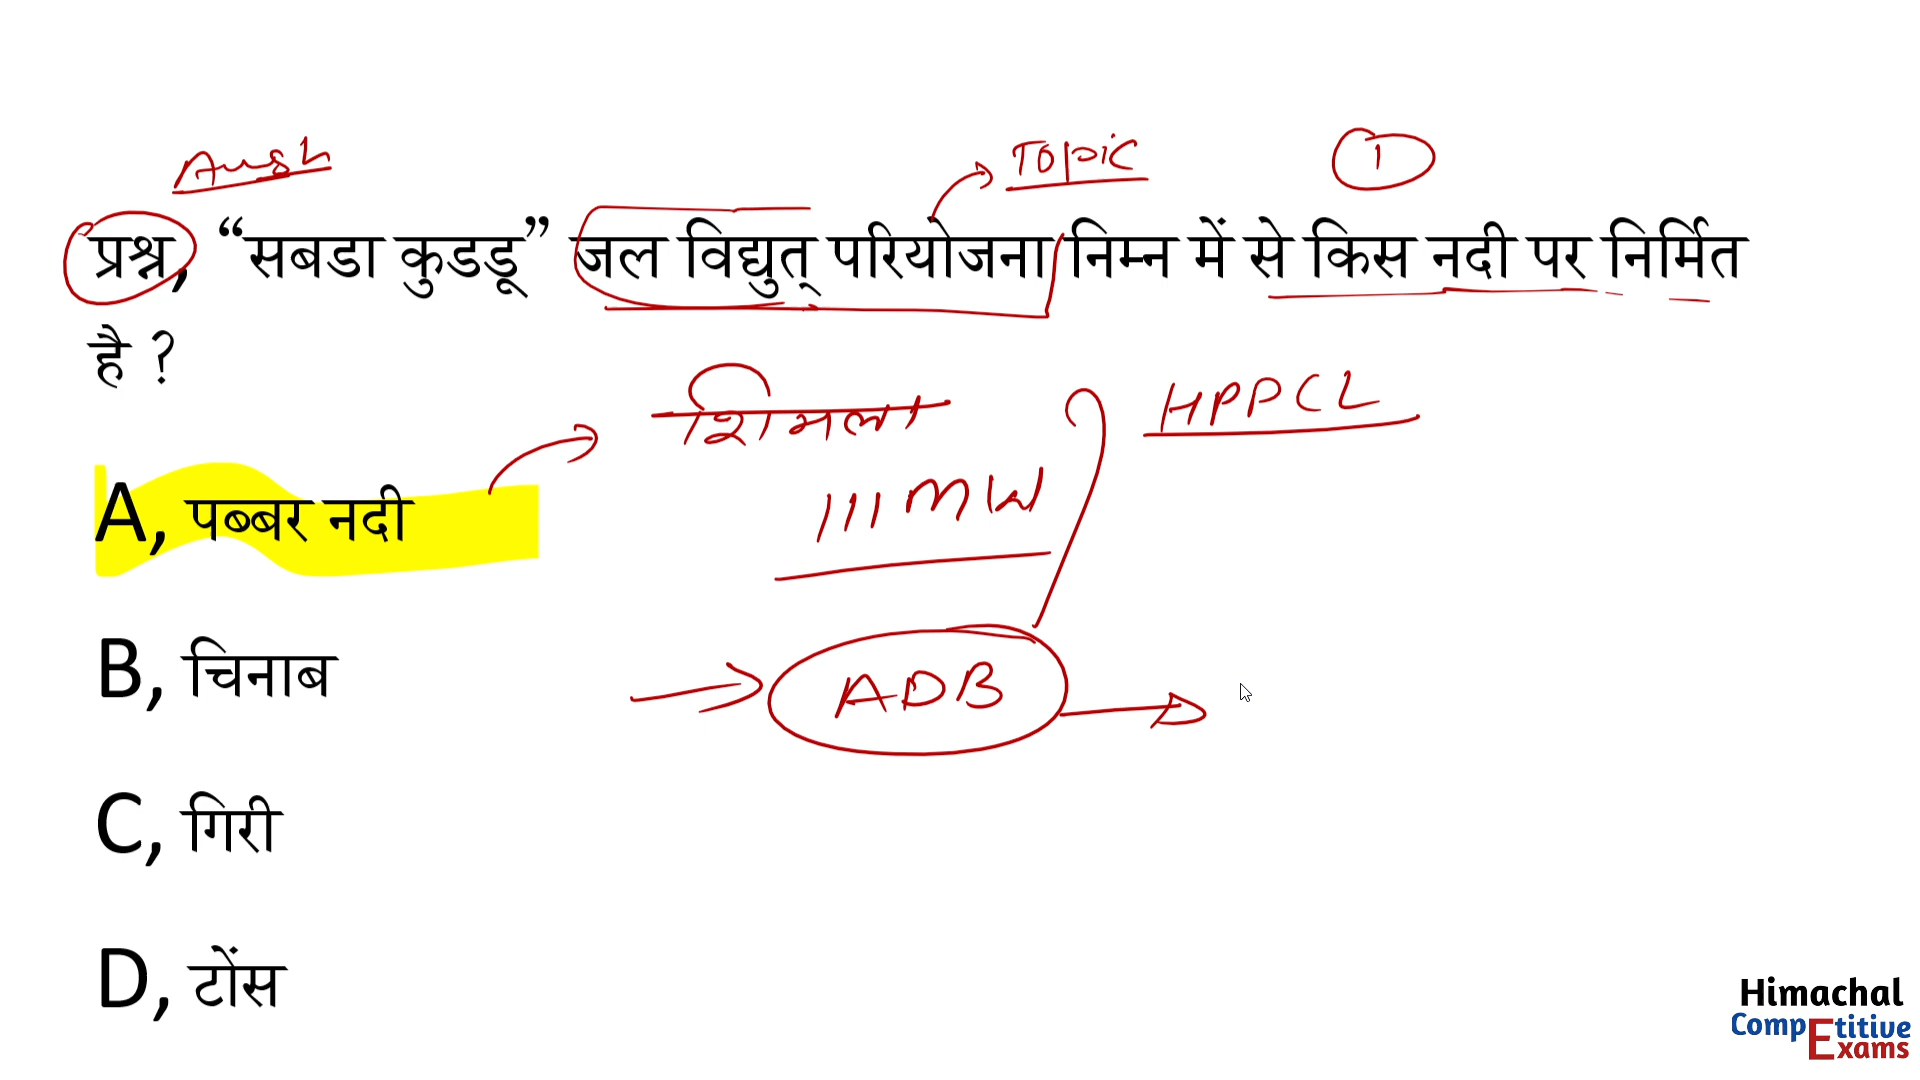 Topic
1
प्रश्न, “सबडा कुडडू” जल विद्युत् परियोजना निम्न में से किस नदी पर निर्मित
है ?
शिमला
HPPCL
A, पब्बर नदी
111 MW
B, चिनाब
ADB
C, गिरी
D, टोंस
Himachal
CompEtitive
Exams